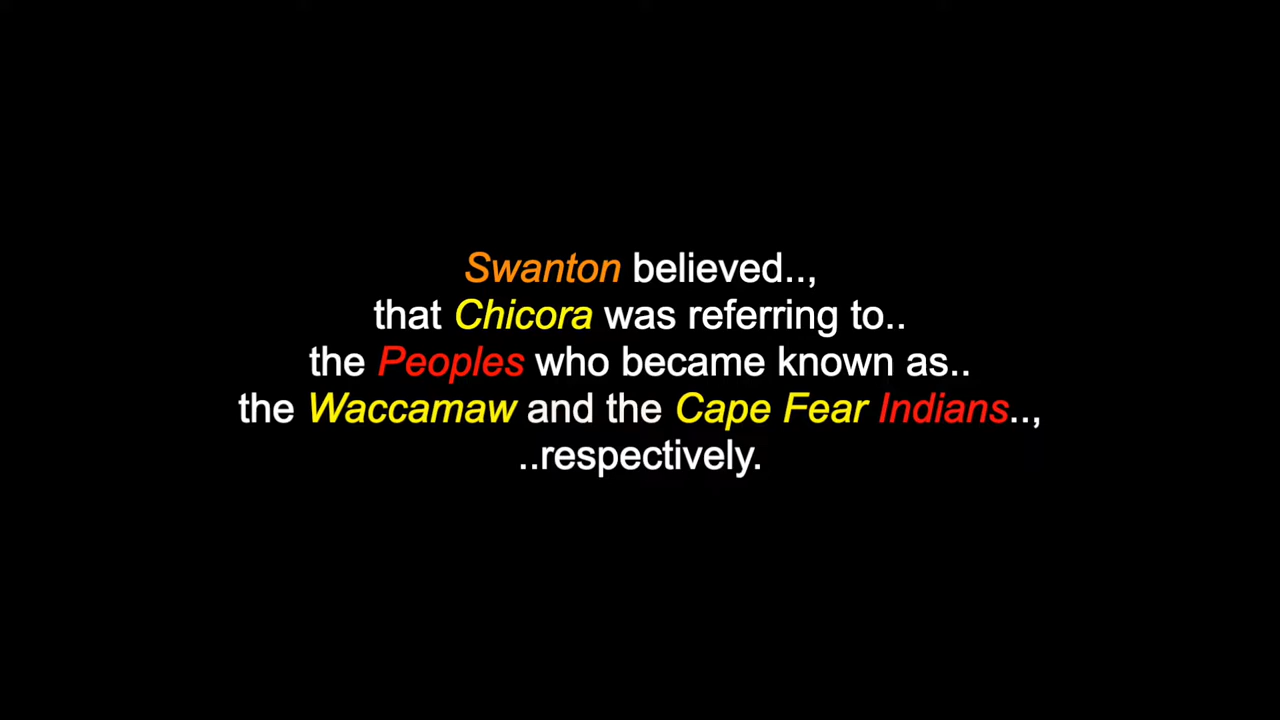 Swanton believed..,
that Chicora was referring to..
the Peoples who became known as..
the Waccamaw and the Cape Fear Indians..,
..respectively.